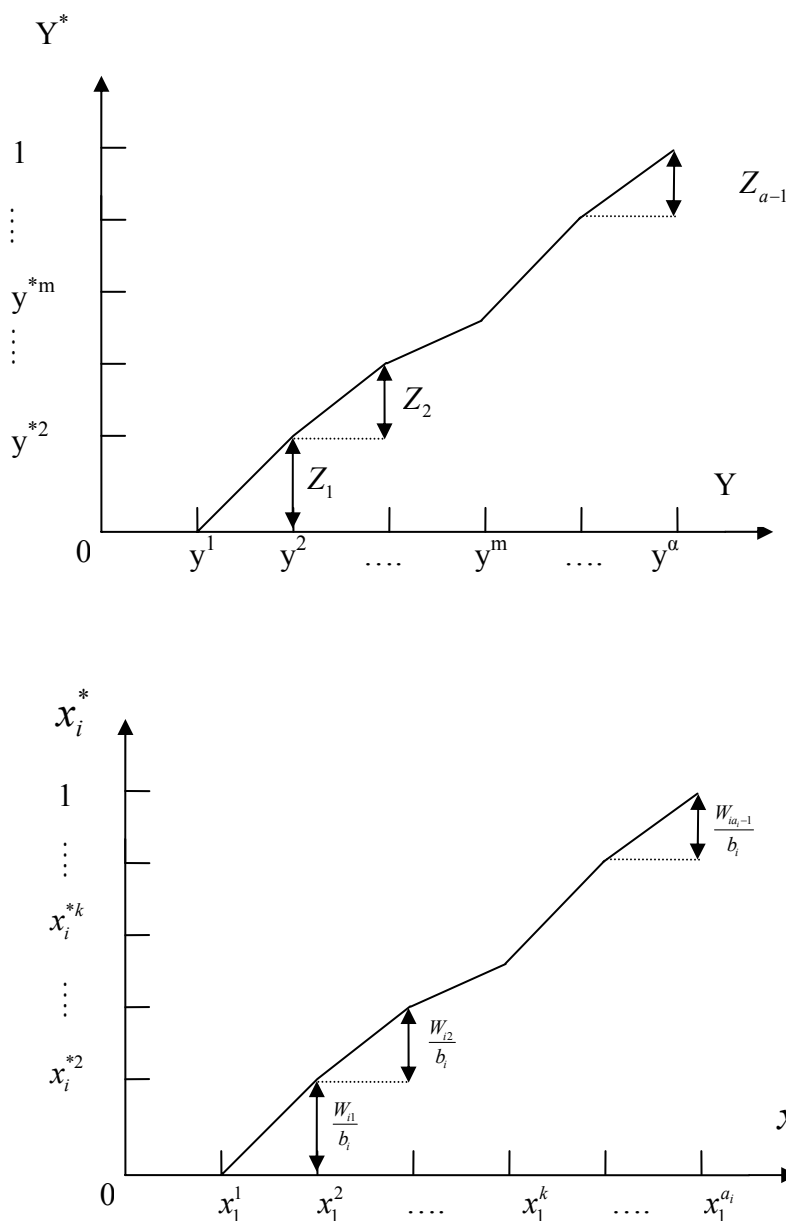 Y*
1
Z_{a-1}
⋮
y^{*m}
⋮
Z_2
y^{*2}
Z_1
Y
0
y^1 y^2 …. y^m …. y^α
x_i^*
1
W_{ia_i-1}/b_i
⋮
x_i^{*k}
⋮
W_{i2}/b_i
x_i^{*2}
W_{i1}/b_i
0
x_1^1 x_1^2 …. x_1^k …. x_1^{a_i}